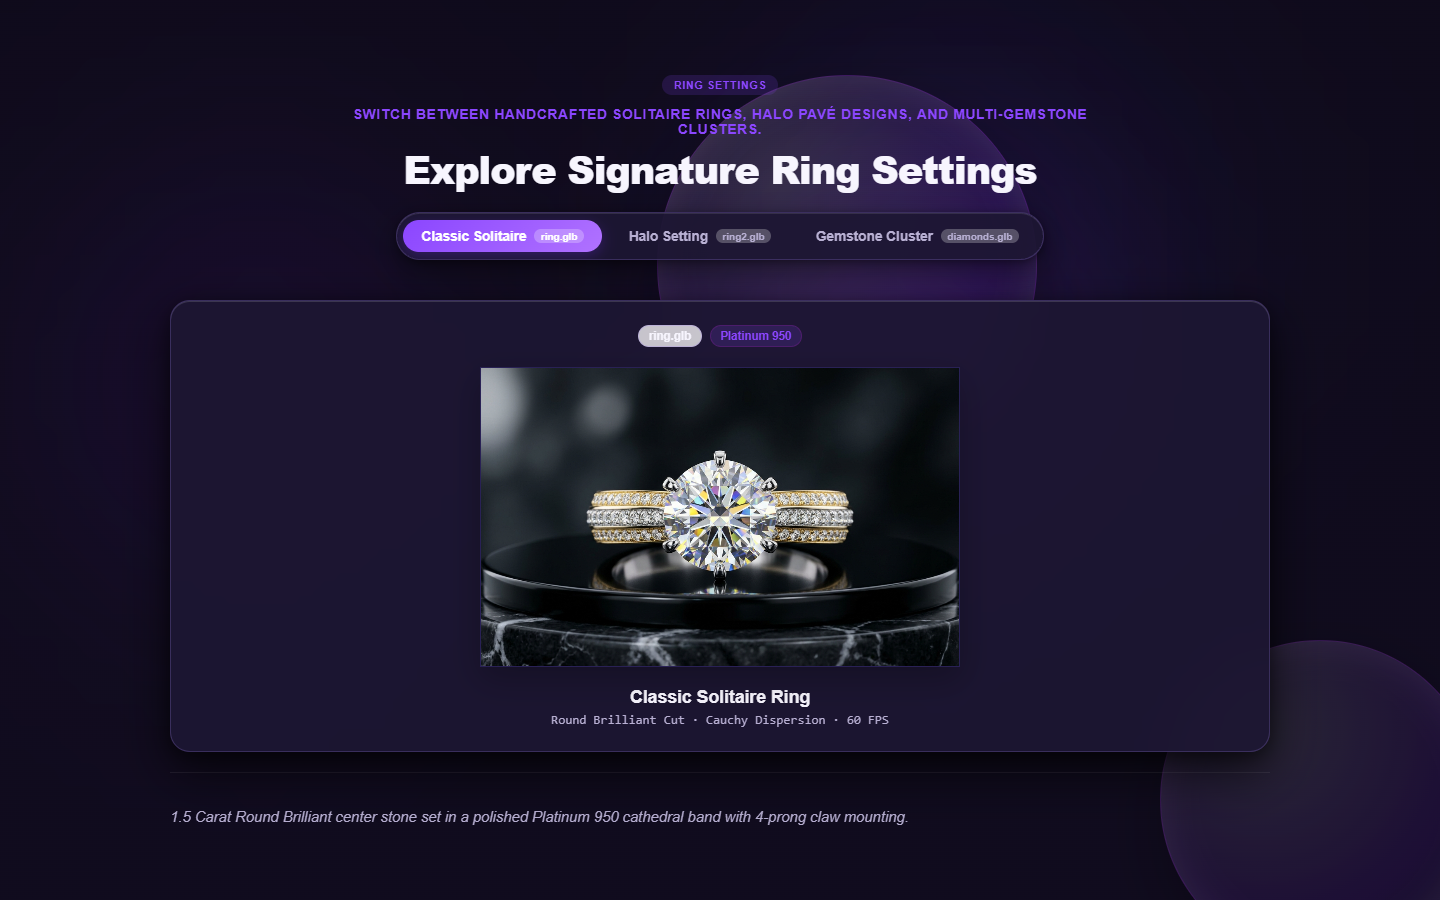 RING SETTINGS
SWITCH BETWEEN HANDCRAFTED SOLITAIRE RINGS, HALO PAVÉ DESIGNS, AND MULTI-GEMSTONE
CLUSTERS.
Explore Signature Ring Settings
Classic Solitaire ring.glb Halo Setting ring2.glb Gemstone Cluster diamonds.glb
ring.glb Platinum 950
Classic Solitaire Ring
Round Brilliant Cut · Cauchy Dispersion · 60 FPS
1.5 Carat Round Brilliant center stone set in a polished Platinum 950 cathedral band with 4-prong claw mounting.